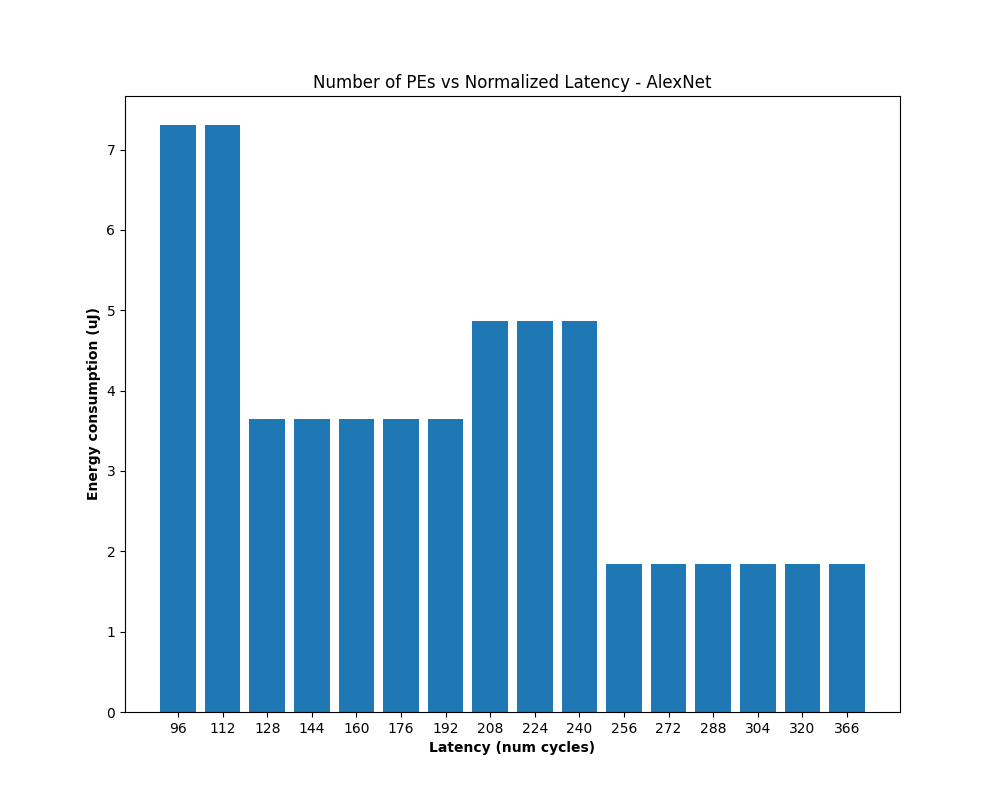 Number of PEs vs Normalized Latency - AlexNet
Energy consumption (uJ)
7
6
5
4
3
2
1
0
96 112 128 144 160 176 192 208 224 240 256 272 288 304 320 366
Latency (num cycles)